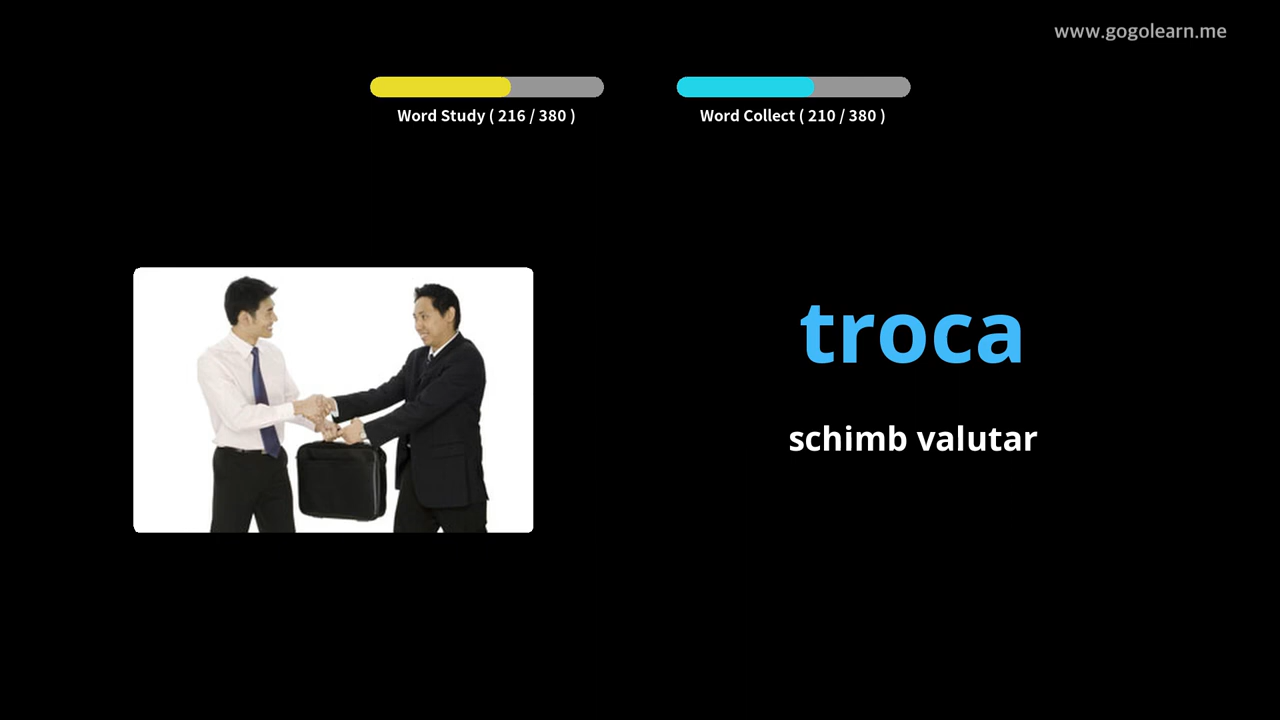 www.gogolearn.me
Word Study ( 216 / 380 )
Word Collect ( 210 / 380 )
troca
schimb valutar